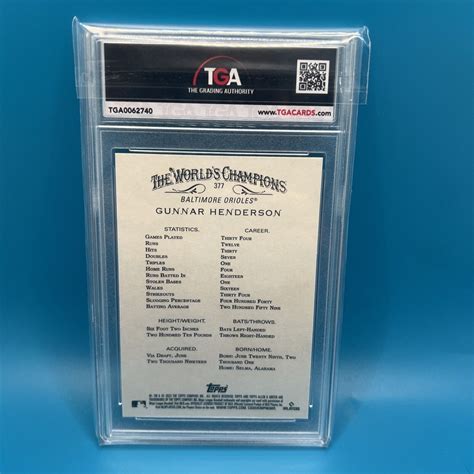 TGA
THE GRADING AUTHORITY
TGA0062740
www.TGACARDS.com
THE WORLD'S CHAMPIONS
377
BALTIMORE ORIOLES®
GUNNAR HENDERSON
STATISTICS. CAREER.
GAMES PLAYED THIRTY FOUR
RUNS TWELVE
HITS THIRTY
DOUBLES SEVEN
TRIPLES ONE
HOME RUNS FOUR
RUNS BATTED IN EIGHTEEN
STOLEN BASES ONE
WALKS SIXTEEN
STRIKEOUTS THIRTY FOUR
SLUGGING PERCENTAGE FOUR HUNDRED FORTY
BATTING AVERAGE TWO HUNDRED FIFTY NINE
HEIGHT/WEIGHT. BATS/THROWS.
SIX FOOT TWO INCHES BATS LEFT-HANDED
TWO HUNDRED TEN POUNDS THROWS RIGHT-HANDED
ACQUIRED. BORN/HOME.
VIA DRAFT, JUNE BORN: JUNE TWENTY NINTH, TWO
TWO THOUSAND NINETEEN THOUSAND ONE
HOME: SELMA, ALABAMA
Topps